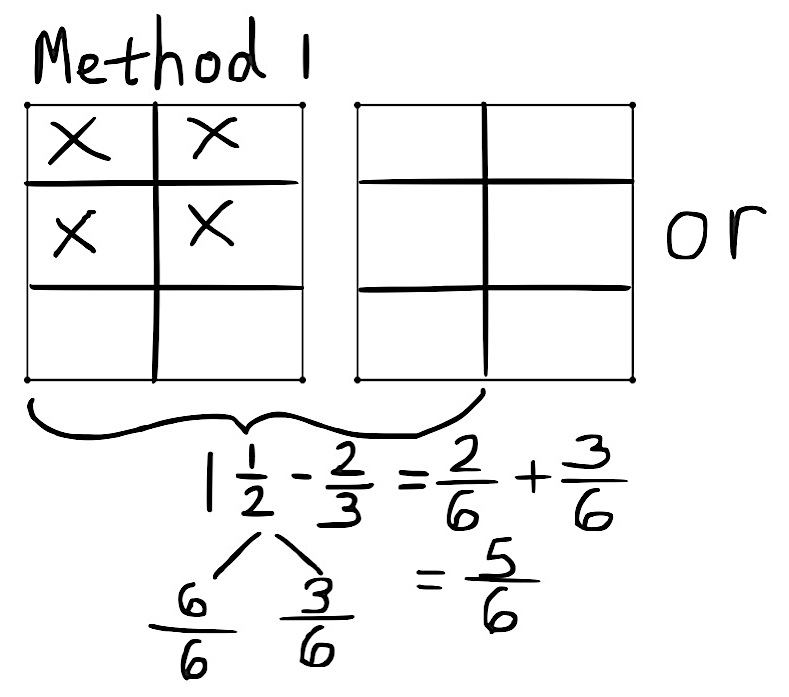 Method 1
X X
X X
or
1 1/2 - 2/3 = 2/6 + 3/6
6/6 3/6 = 5/6